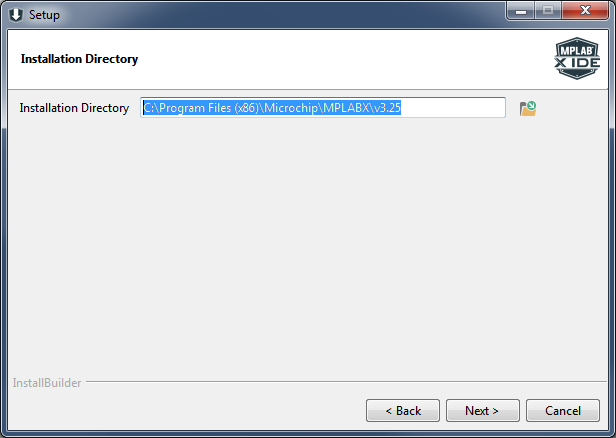 Setup
Installation Directory
MPLAB®
X IDE
Installation Directory C:\Program Files (x86)\Microchip\MPLABX\v3.25
InstallBuilder
< Back Next > Cancel